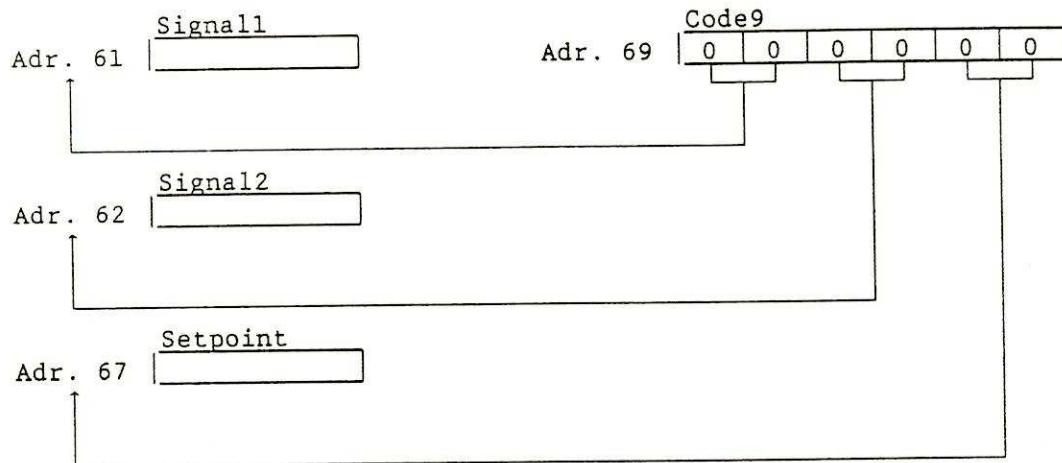 Signal1
Code9
Adr. 61
Adr. 69
0 0 0 0 0 0
Signal2
Adr. 62
Setpoint
Adr. 67